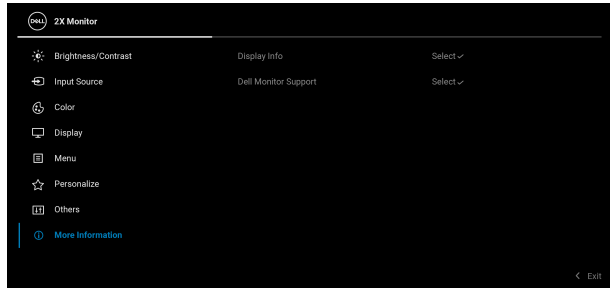 DELL 2X Monitor
Brightness/Contrast Display Info Select
Input Source Dell Monitor Support Select
Color
Display
Menu
Personalize
Others
More Information
Exit